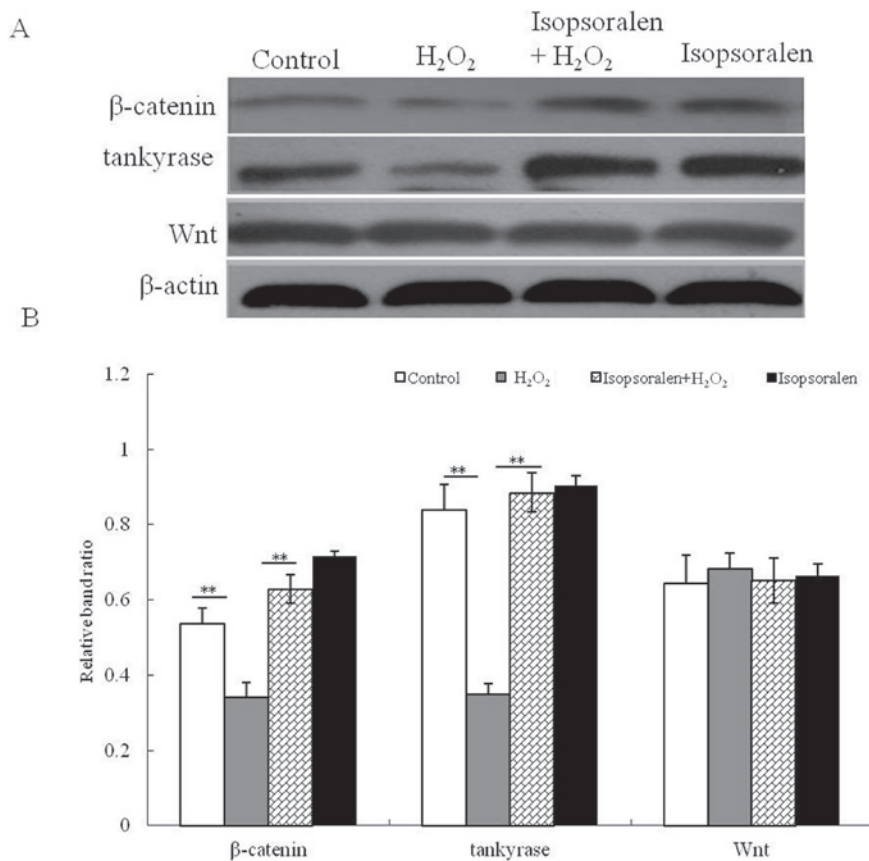 A
Control H₂O₂ Isopsoralen + H₂O₂ Isopsoralen
β-catenin
tankyrase
Wnt
β-actin
B
1.2
1
0.8
0.6
0.4
0.2
0
Relative band ratio
Control H₂O₂ Isopsoralen+H₂O₂ Isopsoralen
** ** ** **
β-catenin tankyrase Wnt